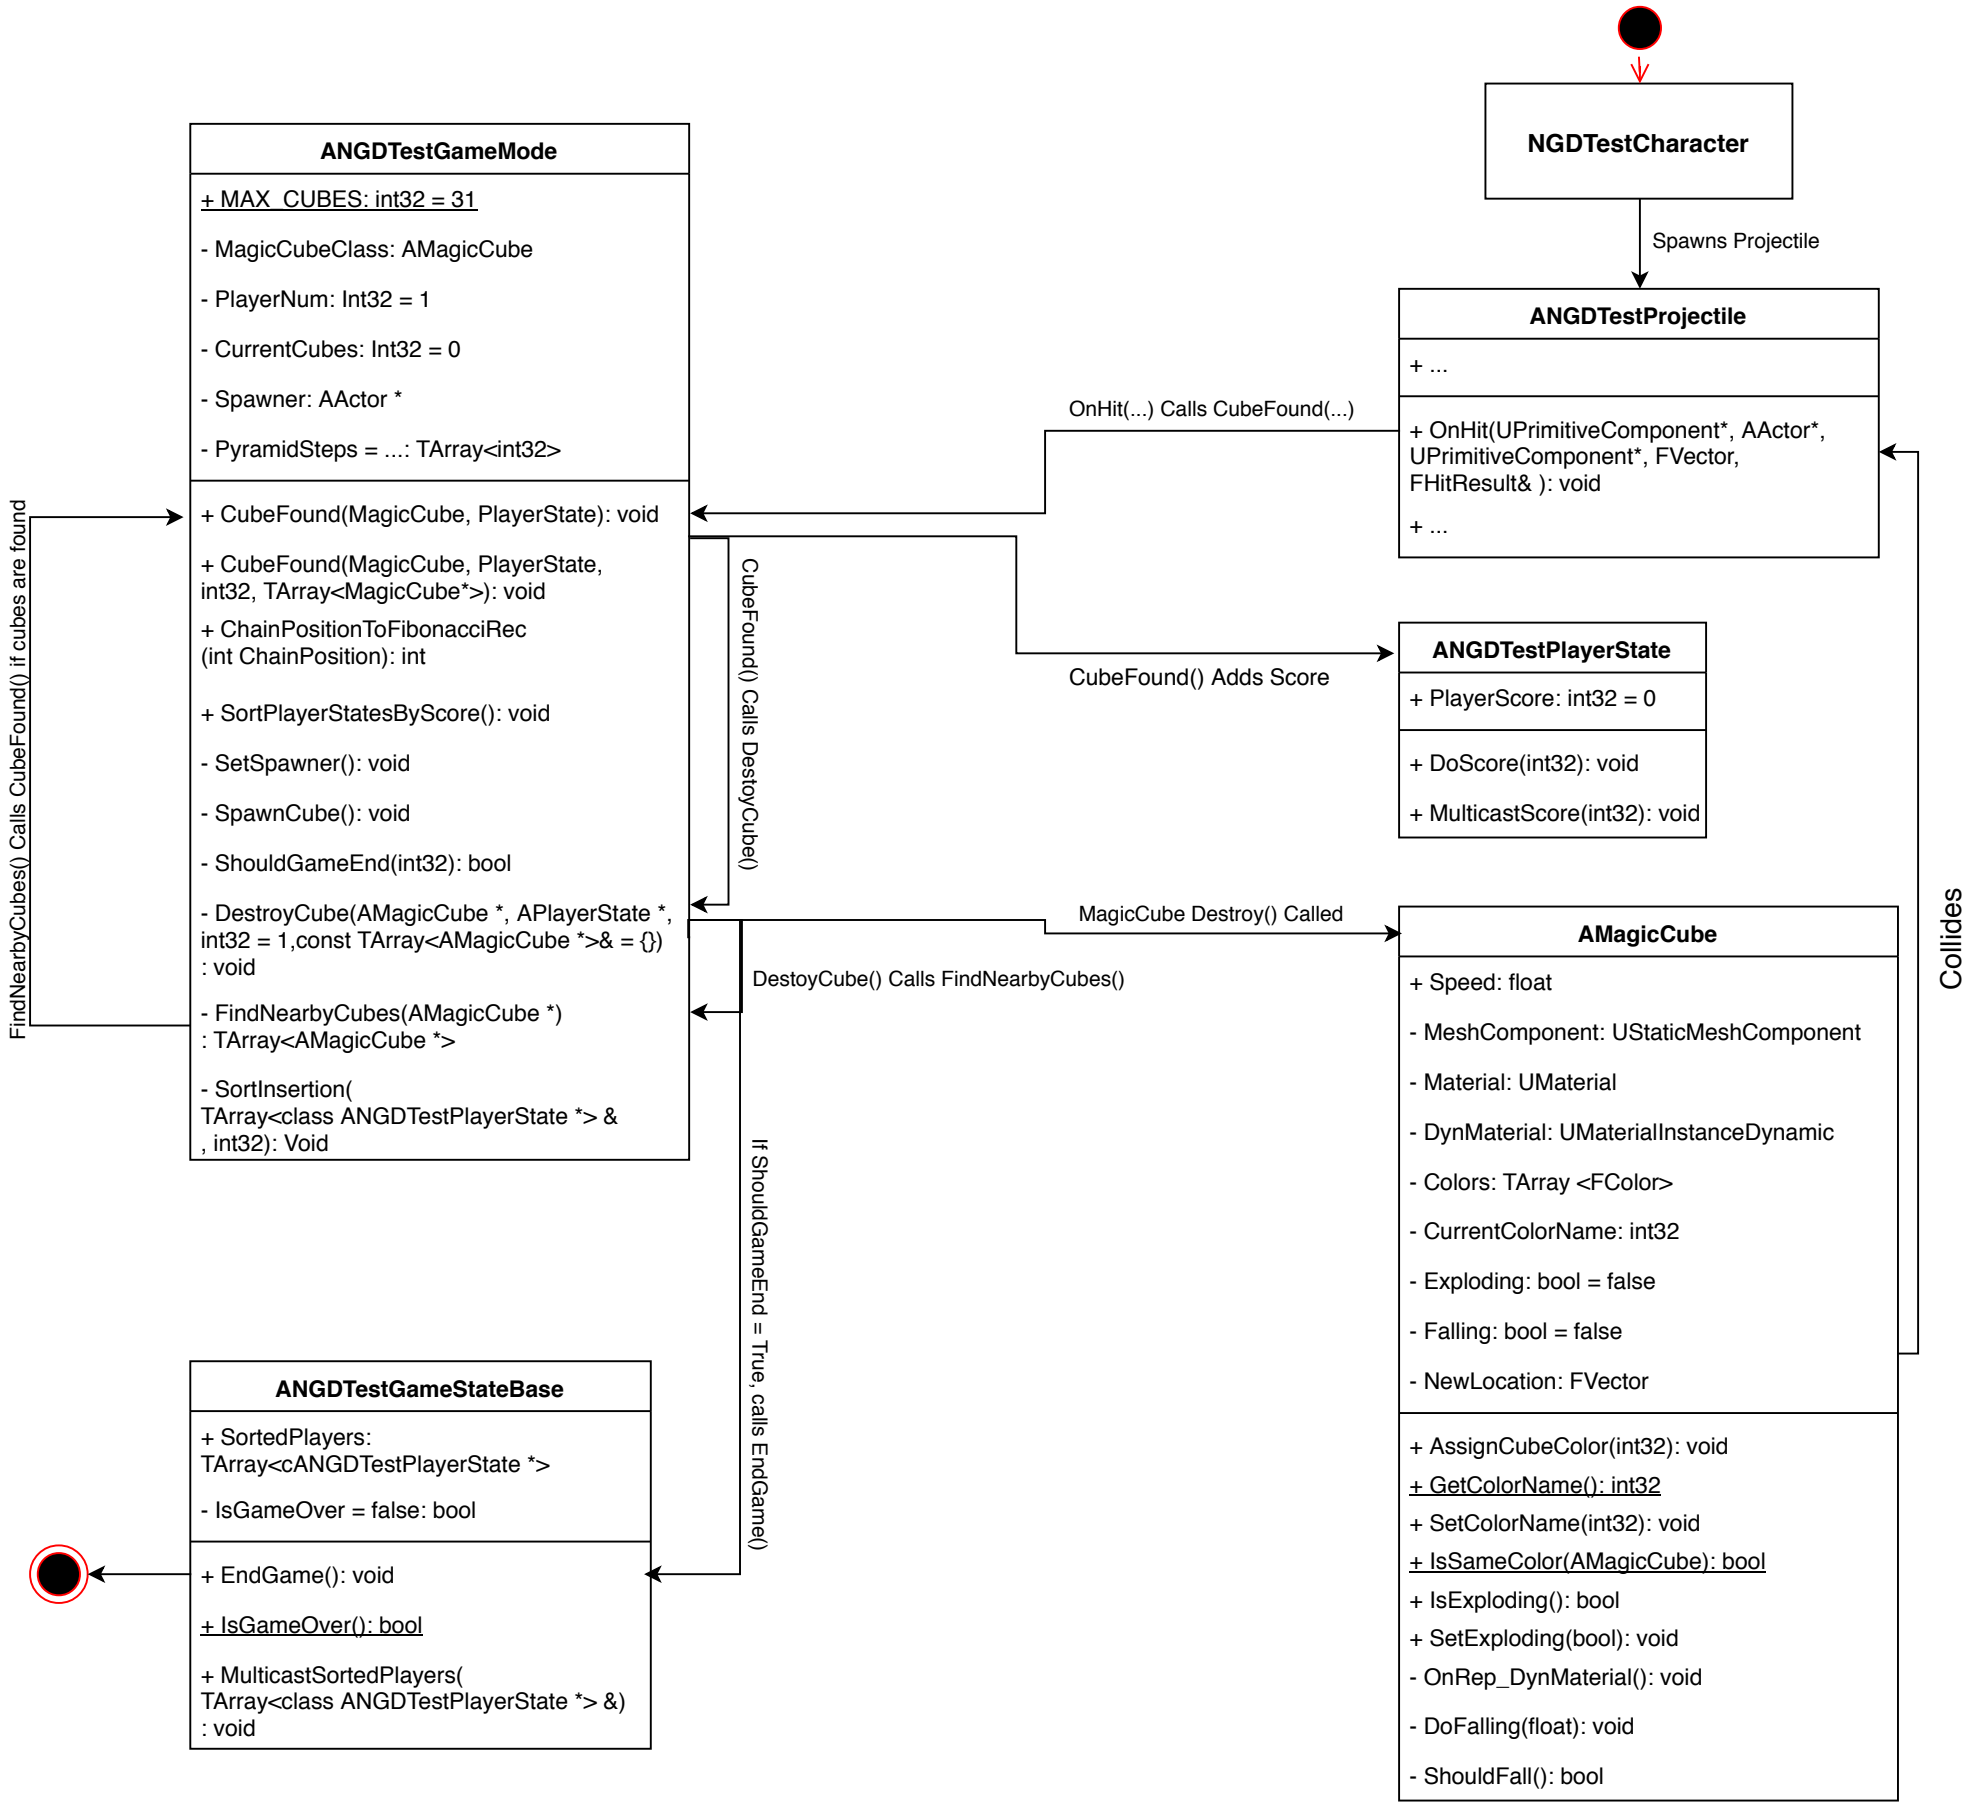 NGDTestCharacter
Spawns Projectile
ANGDTestGameMode
+ MAX_CUBES: int32 = 31
- MagicCubeClass: AMagicCube
- PlayerNum: Int32 = 1
- CurrentCubes: Int32 = 0
- Spawner: AActor *
- PyramidSteps = ...: TArray<int32>
+ CubeFound(MagicCube, PlayerState): void
+ CubeFound(MagicCube, PlayerState,
int32, TArray<MagicCube*>): void
+ ChainPositionToFibonacciRec
(int ChainPosition): int
+ SortPlayerStatesByScore(): void
- SetSpawner(): void
- SpawnCube(): void
- ShouldGameEnd(int32): bool
- DestroyCube(AMagicCube *, APlayerState *,
int32 = 1,const TArray<AMagicCube *>& = {})
: void
- FindNearbyCubes(AMagicCube *)
: TArray<AMagicCube *>
- SortInsertion(
TArray<class ANGDTestPlayerState *> &
, int32): Void
FindNearbyCubes() Calls CubeFound() if cubes are found
CubeFound() Calls DestoyCube()
OnHit(...) Calls CubeFound(...)
ANGDTestProjectile
+ ...
+ OnHit(UPrimitiveComponent*, AActor*,
UPrimitiveComponent*, FVector,
FHitResult& ): void
+ ...
CubeFound() Adds Score
ANGDTestPlayerState
+ PlayerScore: int32 = 0
+ DoScore(int32): void
+ MulticastScore(int32): void
MagicCube Destroy() Called
DestoyCube() Calls FindNearbyCubes()
If ShouldGameEnd = True, calls EndGame()
Collides
AMagicCube
+ Speed: float
- MeshComponent: UStaticMeshComponent
- Material: UMaterial
- DynMaterial: UMaterialInstanceDynamic
- Colors: TArray <FColor>
- CurrentColorName: int32
- Exploding: bool = false
- Falling: bool = false
- NewLocation: FVector
+ AssignCubeColor(int32): void
+ GetColorName(): int32
+ SetColorName(int32): void
+ IsSameColor(AMagicCube): bool
+ IsExploding(): bool
+ SetExploding(bool): void
- OnRep_DynMaterial(): void
- DoFalling(float): void
- ShouldFall(): bool
ANGDTestGameStateBase
+ SortedPlayers:
TArray<cANGDTestPlayerState *>
- IsGameOver = false: bool
+ EndGame(): void
+ IsGameOver(): bool
+ MulticastSortedPlayers(
TArray<class ANGDTestPlayerState *> &)
: void